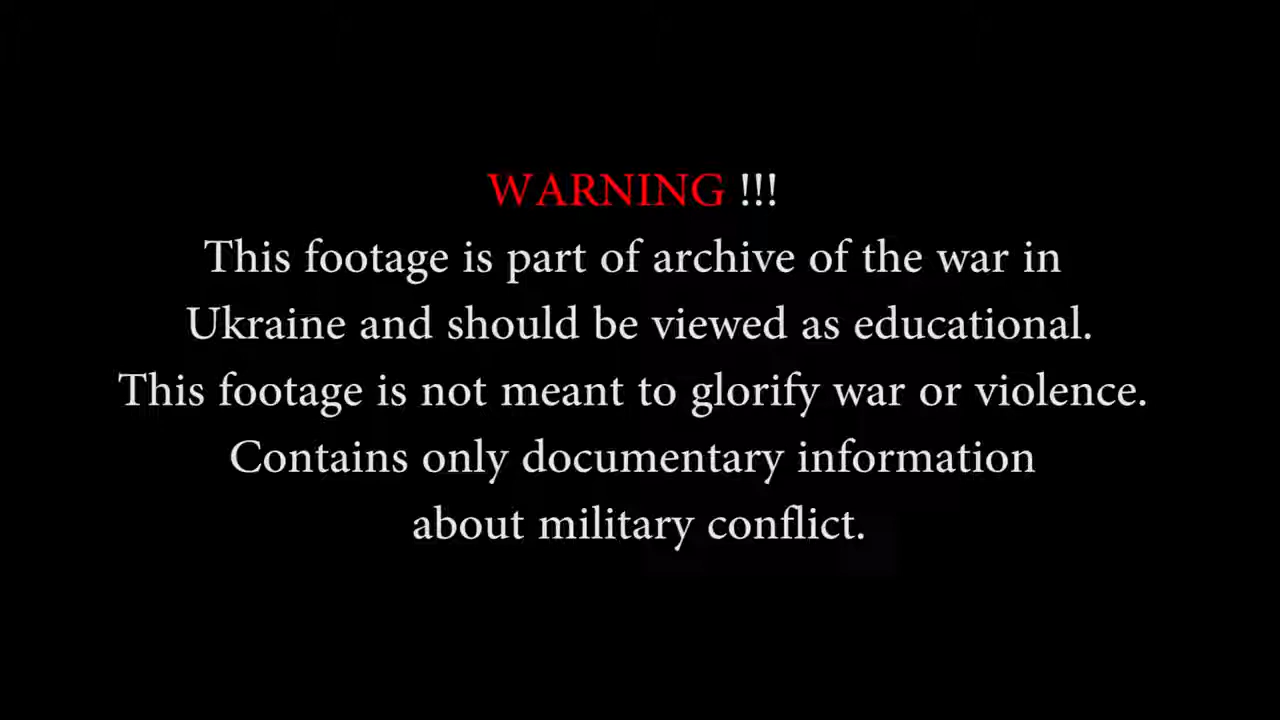 WARNING !!!
This footage is part of archive of the war in
Ukraine and should be viewed as educational.
This footage is not meant to glorify war or violence.
Contains only documentary information
about military conflict.